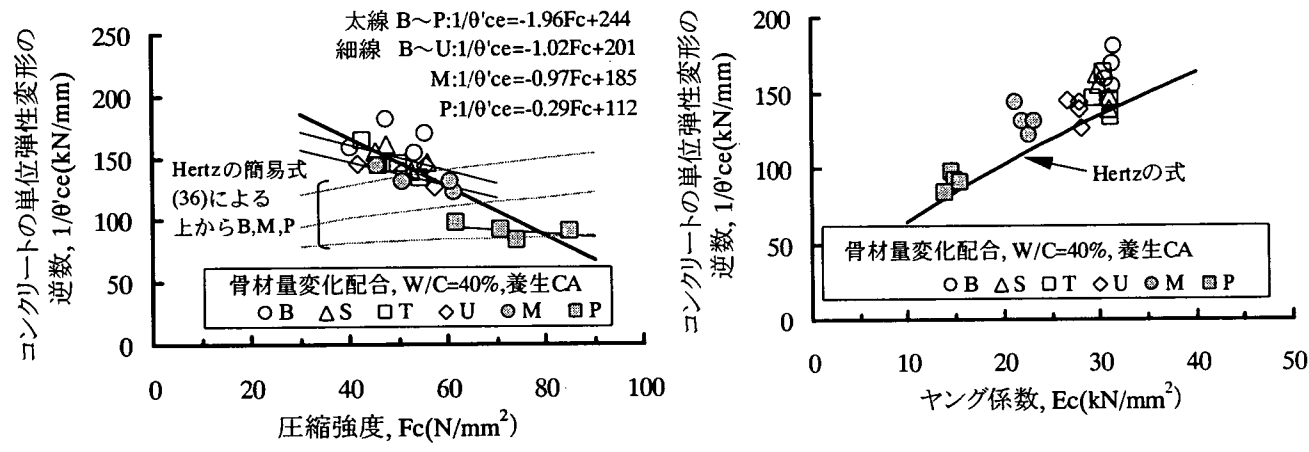 太線 B～P:1/θ'ce=-1.96Fc+244
細線 B～U:1/θ'ce=-1.02Fc+201
M:1/θ'ce=-0.97Fc+185
P:1/θ'ce=-0.29Fc+112
コンクリートの単位弾性変形の
逆数, 1/θ'ce(kN/mm)
250
200
150
100
50
0
Hertzの簡易式
(36)による
上からB,M,P
骨材量変化配合, W/C=40%,養生CA
B S T U M P
0 20 40 60 80 100
圧縮強度, Fc(N/mm²)
コンクリートの単位弾性変形の
逆数, 1/θ'ce(kN/mm)
200
150
100
50
0
Hertzの式
骨材量変化配合, W/C=40%,養生CA
B S T U M P
0 10 20 30 40 50
ヤング係数, Ec(kN/mm²)